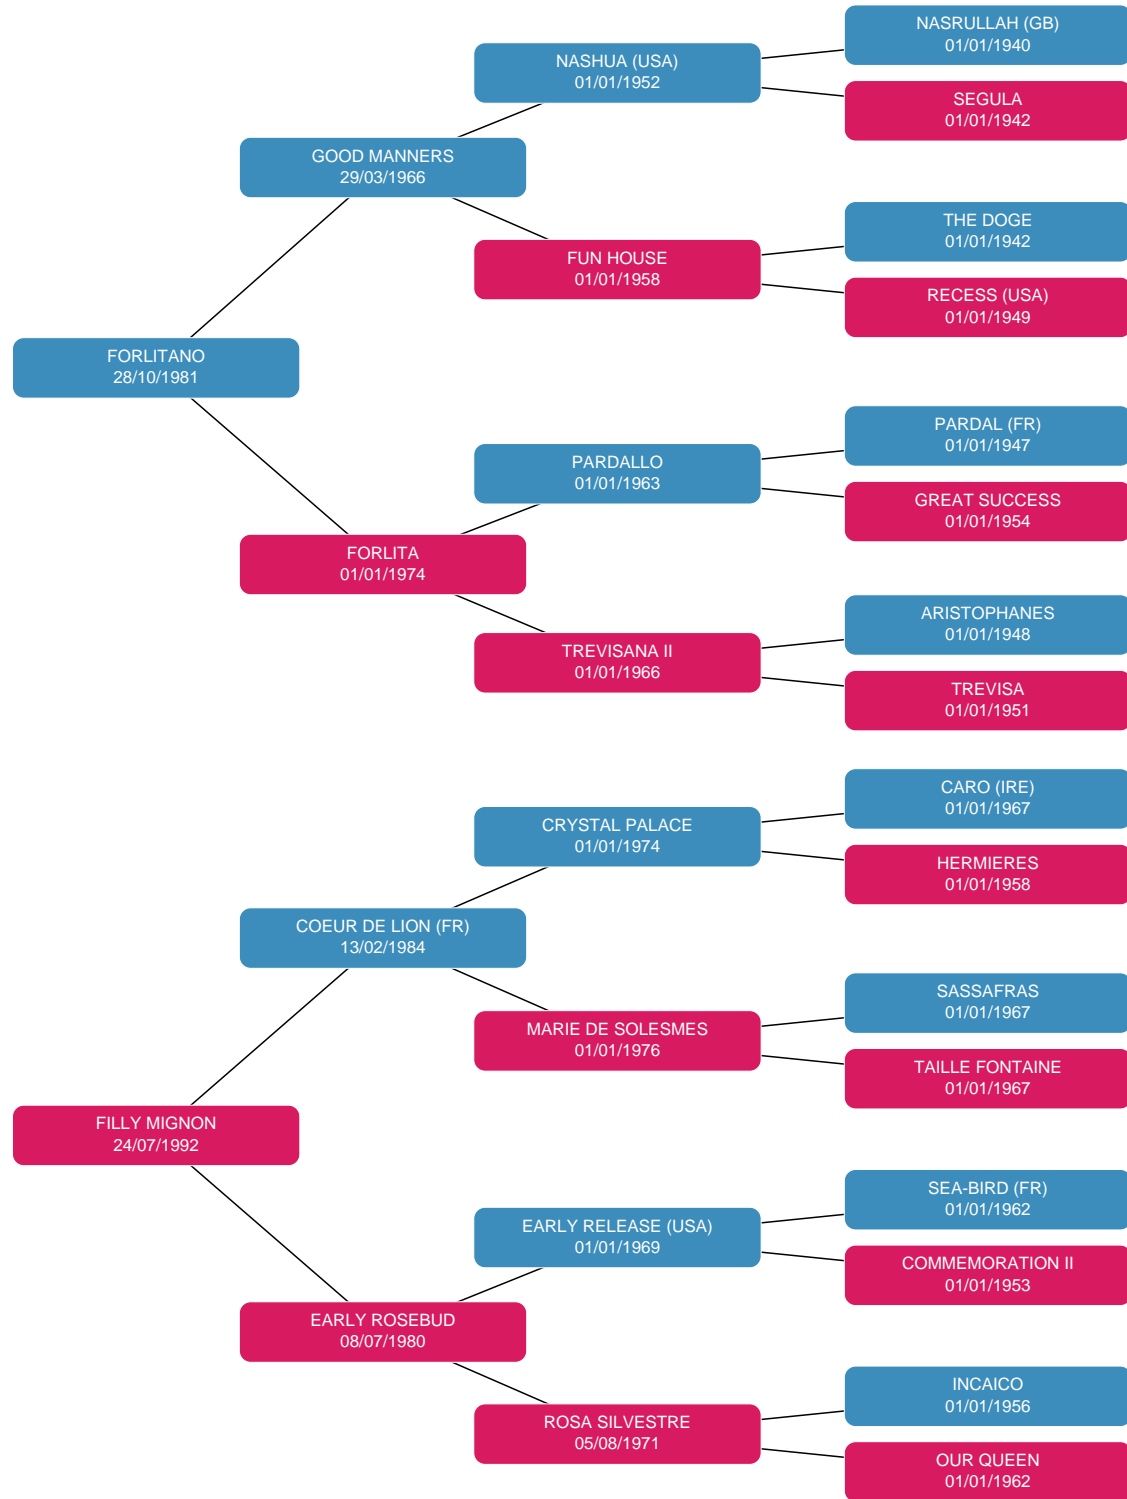 NASRULLAH (GB)
01/01/1940
NASHUA (USA)
01/01/1952
SEGULA
01/01/1942
GOOD MANNERS
29/03/1966
THE DOGE
01/01/1942
FUN HOUSE
01/01/1958
RECESS (USA)
01/01/1949
FORLITANO
28/10/1981
PARDAL (FR)
01/01/1947
PARDALLO
01/01/1963
GREAT SUCCESS
01/01/1954
FORLITA
01/01/1974
ARISTOPHANES
01/01/1948
TREVISANA II
01/01/1966
TREVISA
01/01/1951
CARO (IRE)
01/01/1967
CRYSTAL PALACE
01/01/1974
HERMIERES
01/01/1958
COEUR DE LION (FR)
13/02/1984
SASSAFRAS
01/01/1967
MARIE DE SOLESMES
01/01/1976
TAILLE FONTAINE
01/01/1967
FILLY MIGNON
24/07/1992
SEA-BIRD (FR)
01/01/1962
EARLY RELEASE (USA)
01/01/1969
COMMEMORATION II
01/01/1953
EARLY ROSEBUD
08/07/1980
INCAICO
01/01/1956
ROSA SILVESTRE
05/08/1971
OUR QUEEN
01/01/1962